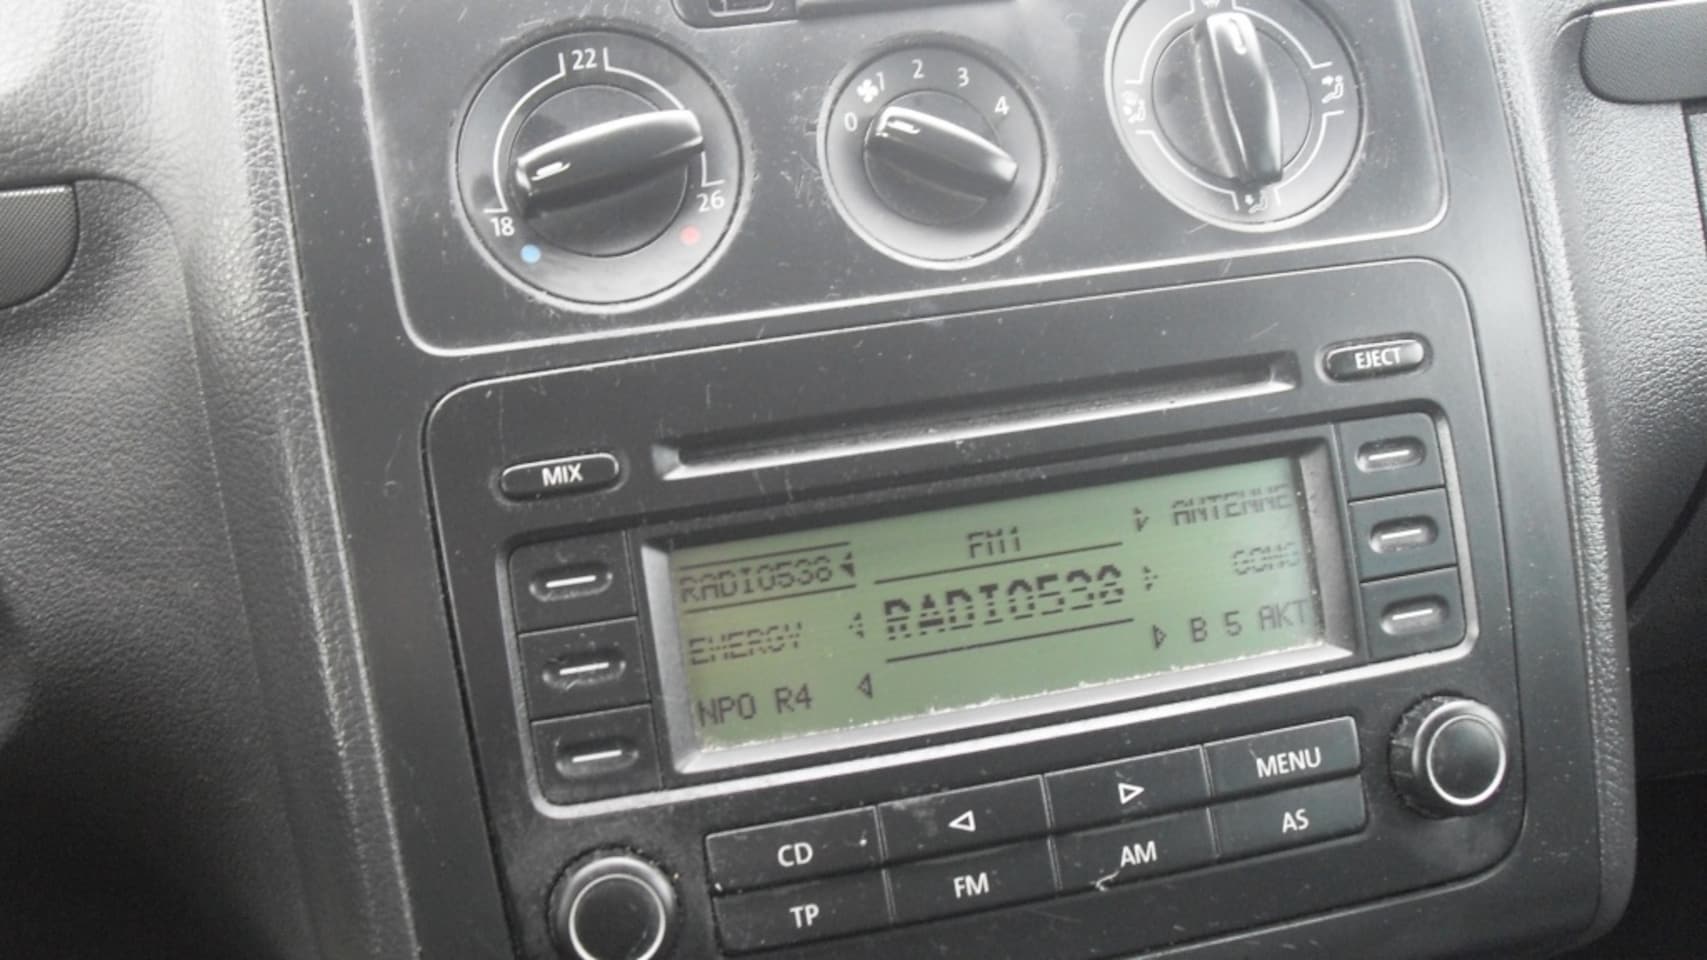 22
18
26
0
1
2
3
4
EJECT
MIX
FM1
ANTENNE
RADIO538
RADIO538
GONG
ENERGY
B 5 AKT
NPO R4
MENU
CD
AS
AM
FM
TP